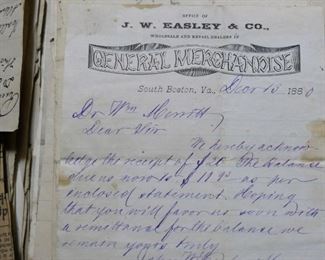 OFFICE OF
J. W. EASLEY & CO.,
WHOLESALE AND RETAIL DEALERS IN
GENERAL MERCHANDISE
South Boston, Va., Decr 15 1880
Dr Wm Merritt
Dear Sir
We hereby acknow
ledge the receipt of $20. The balance
due us now is $11.93 as per
enclosed statement. Hoping
that you will favor us soon with
a remittance for the balance we
remain yours truly